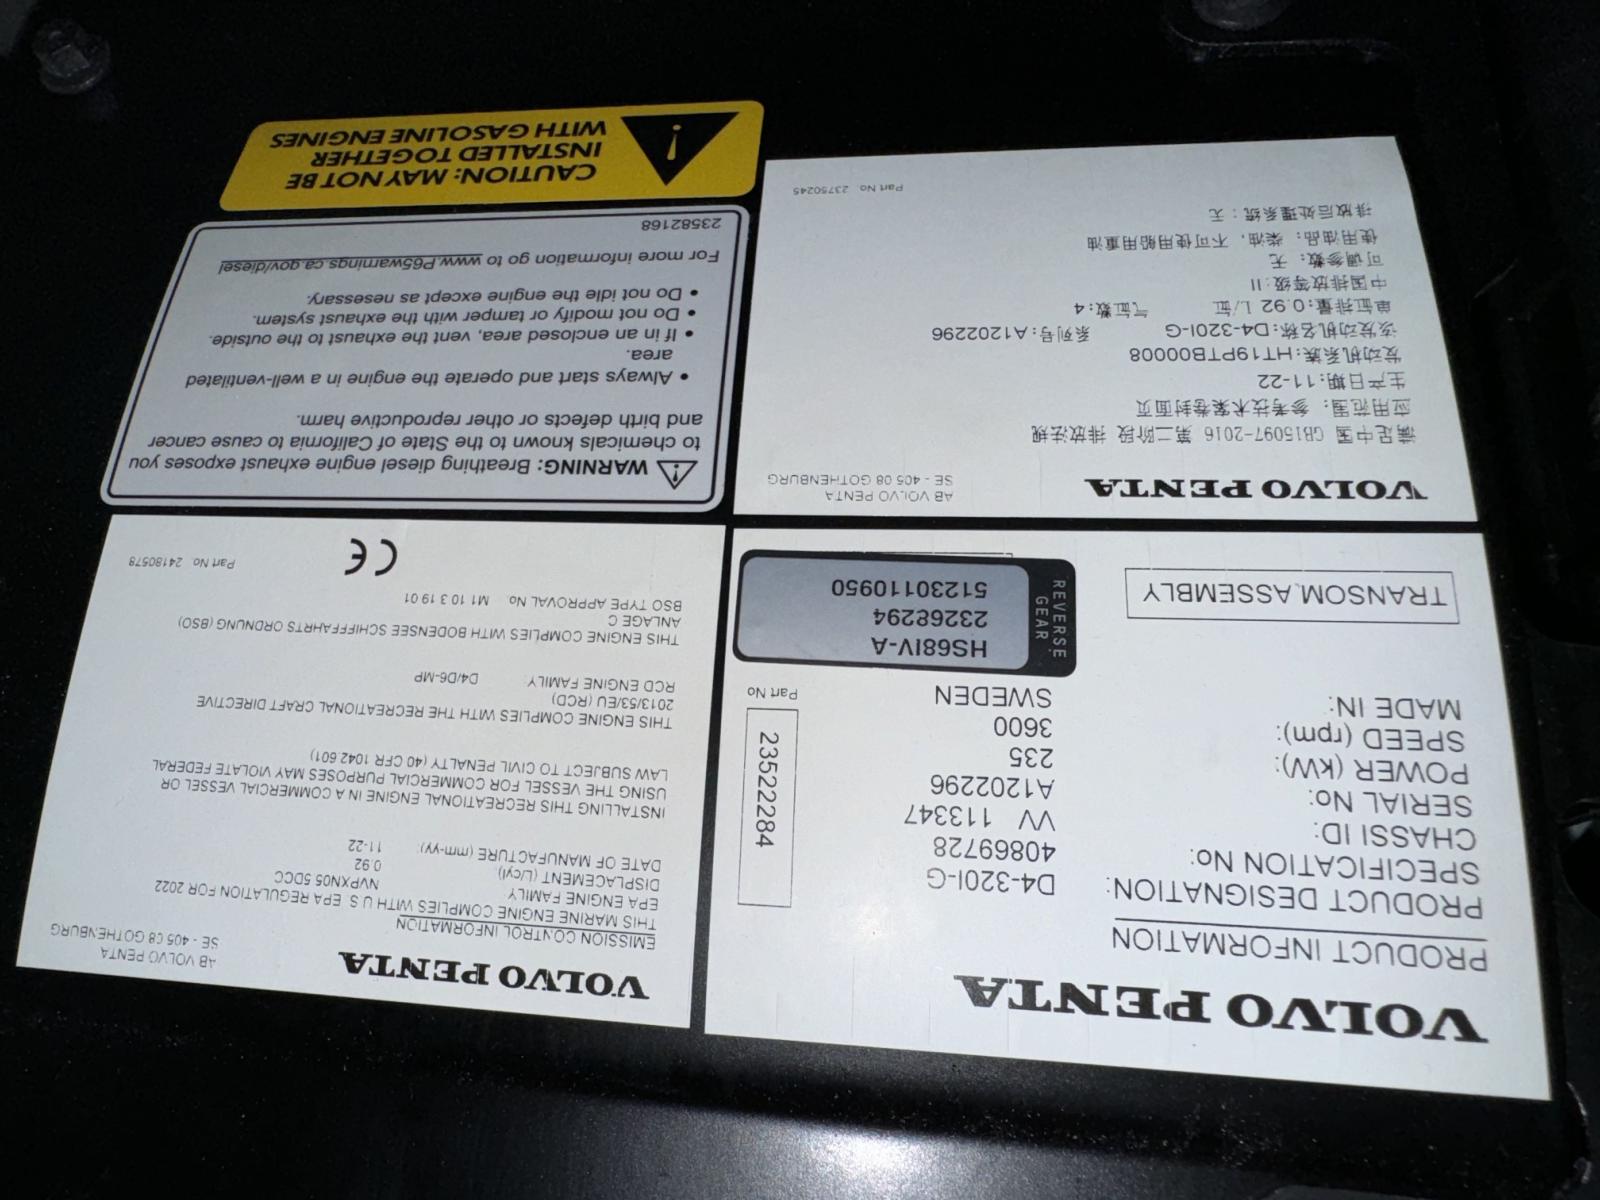 VOLVO PENTA
PRODUCT INFORMATION
PRODUCT DESIGNATION: D4-320I-G
SPECIFICATION No: 40869728
CHASSI ID: VV 113347
SERIAL No: A1202296
POWER (kW): 235
SPEED (rpm): 3600
MADE IN: SWEDEN
23522284
Part No
REVERSE GEAR
HS68IV-A
23268294
51230110950
TRANSOM ASSEMBLY
VOLVO PENTA
AB VOLVO PENTA
SE - 405 08 GOTHENBURG
EMISSION CONTROL INFORMATION
THIS MARINE ENGINE COMPLIES WITH U.S. EPA REGULATION FOR 2022
EPA ENGINE FAMILY NVPXN05.5DCC
DISPLACEMENT (L/cyl) 0.92
DATE OF MANUFACTURE (mm-yy): 11-22
INSTALLING THIS RECREATIONAL ENGINE IN A COMMERCIAL VESSEL OR
USING THE VESSEL FOR COMMERCIAL PURPOSES MAY VIOLATE FEDERAL
LAW SUBJECT TO CIVIL PENALTY (40 CFR 1042.601)
THIS ENGINE COMPLIES WITH THE RECREATIONAL CRAFT DIRECTIVE
2013/53/EU (RCD)
RCD ENGINE FAMILY: D4/D6-MP
THIS ENGINE COMPLIES WITH BODENSEE SCHIFFFAHRTS ORDNUNG (BSO)
ANLAGE C
BSO TYPE APPROVAL No. M1 10 3 19 01
CE
Part No 24180578
VOLVO PENTA
AB VOLVO PENTA
SE - 405 08 GOTHENBURG
满足中国 GB15097-2016 第二阶段 排放法规
应用范围：参考技术案卷封面页
生产日期：11-22
发动机系族：HT19PTB00008
该发动机名称：D4-320I-G 系列号：A1202296
单缸排量：0.92 L/缸 气缸数：4
中国排放等级：II
可调参数：无
使用油品：柴油，不可使用船用重油
排放后处理系统：无
Part No 23750245
WARNING: Breathing diesel engine exhaust exposes you
to chemicals known to the State of California to cause cancer
and birth defects or other reproductive harm.
• Always start and operate the engine in a well-ventilated
area.
• If in an enclosed area, vent the exhaust to the outside.
• Do not modify or tamper with the exhaust system.
• Do not idle the engine except as necessary.
For more information go to www.P65warnings.ca.gov/diesel
23582168
CAUTION: MAY NOT BE
INSTALLED TOGETHER
WITH GASOLINE ENGINES